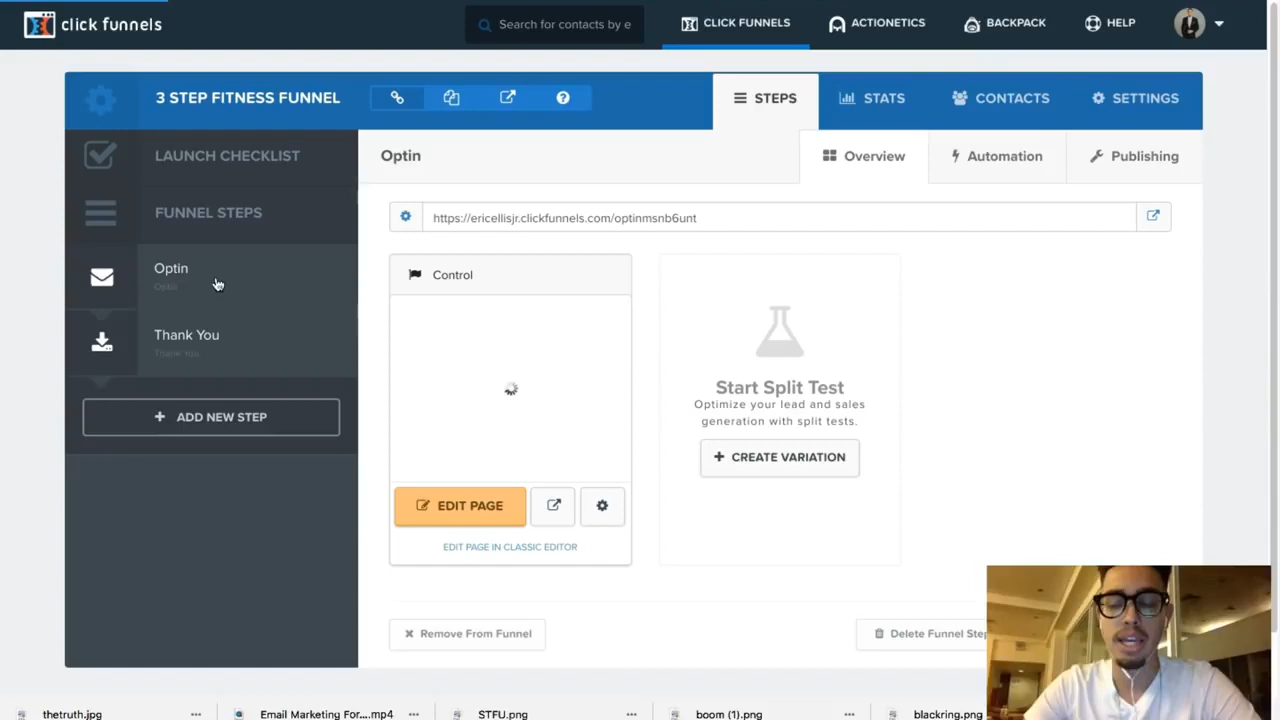 click funnels
Search for contacts by e
CLICK FUNNELS
ACTIONETICS
BACKPACK
HELP
3 STEP FITNESS FUNNEL
STEPS
STATS
CONTACTS
SETTINGS
LAUNCH CHECKLIST
FUNNEL STEPS
Optin
Optin
Thank You
Thank You
+ ADD NEW STEP
Optin
Overview
Automation
Publishing
https://ericellisjr.clickfunnels.com/optinmsnb6unt
Control
EDIT PAGE
EDIT PAGE IN CLASSIC EDITOR
Start Split Test
Optimize your lead and sales
generation with split tests.
+ CREATE VARIATION
Remove From Funnel
Delete Funnel Step
thetruth.jpg
Email Marketing For....mp4
STFU.png
boom (1).png
blackring.png